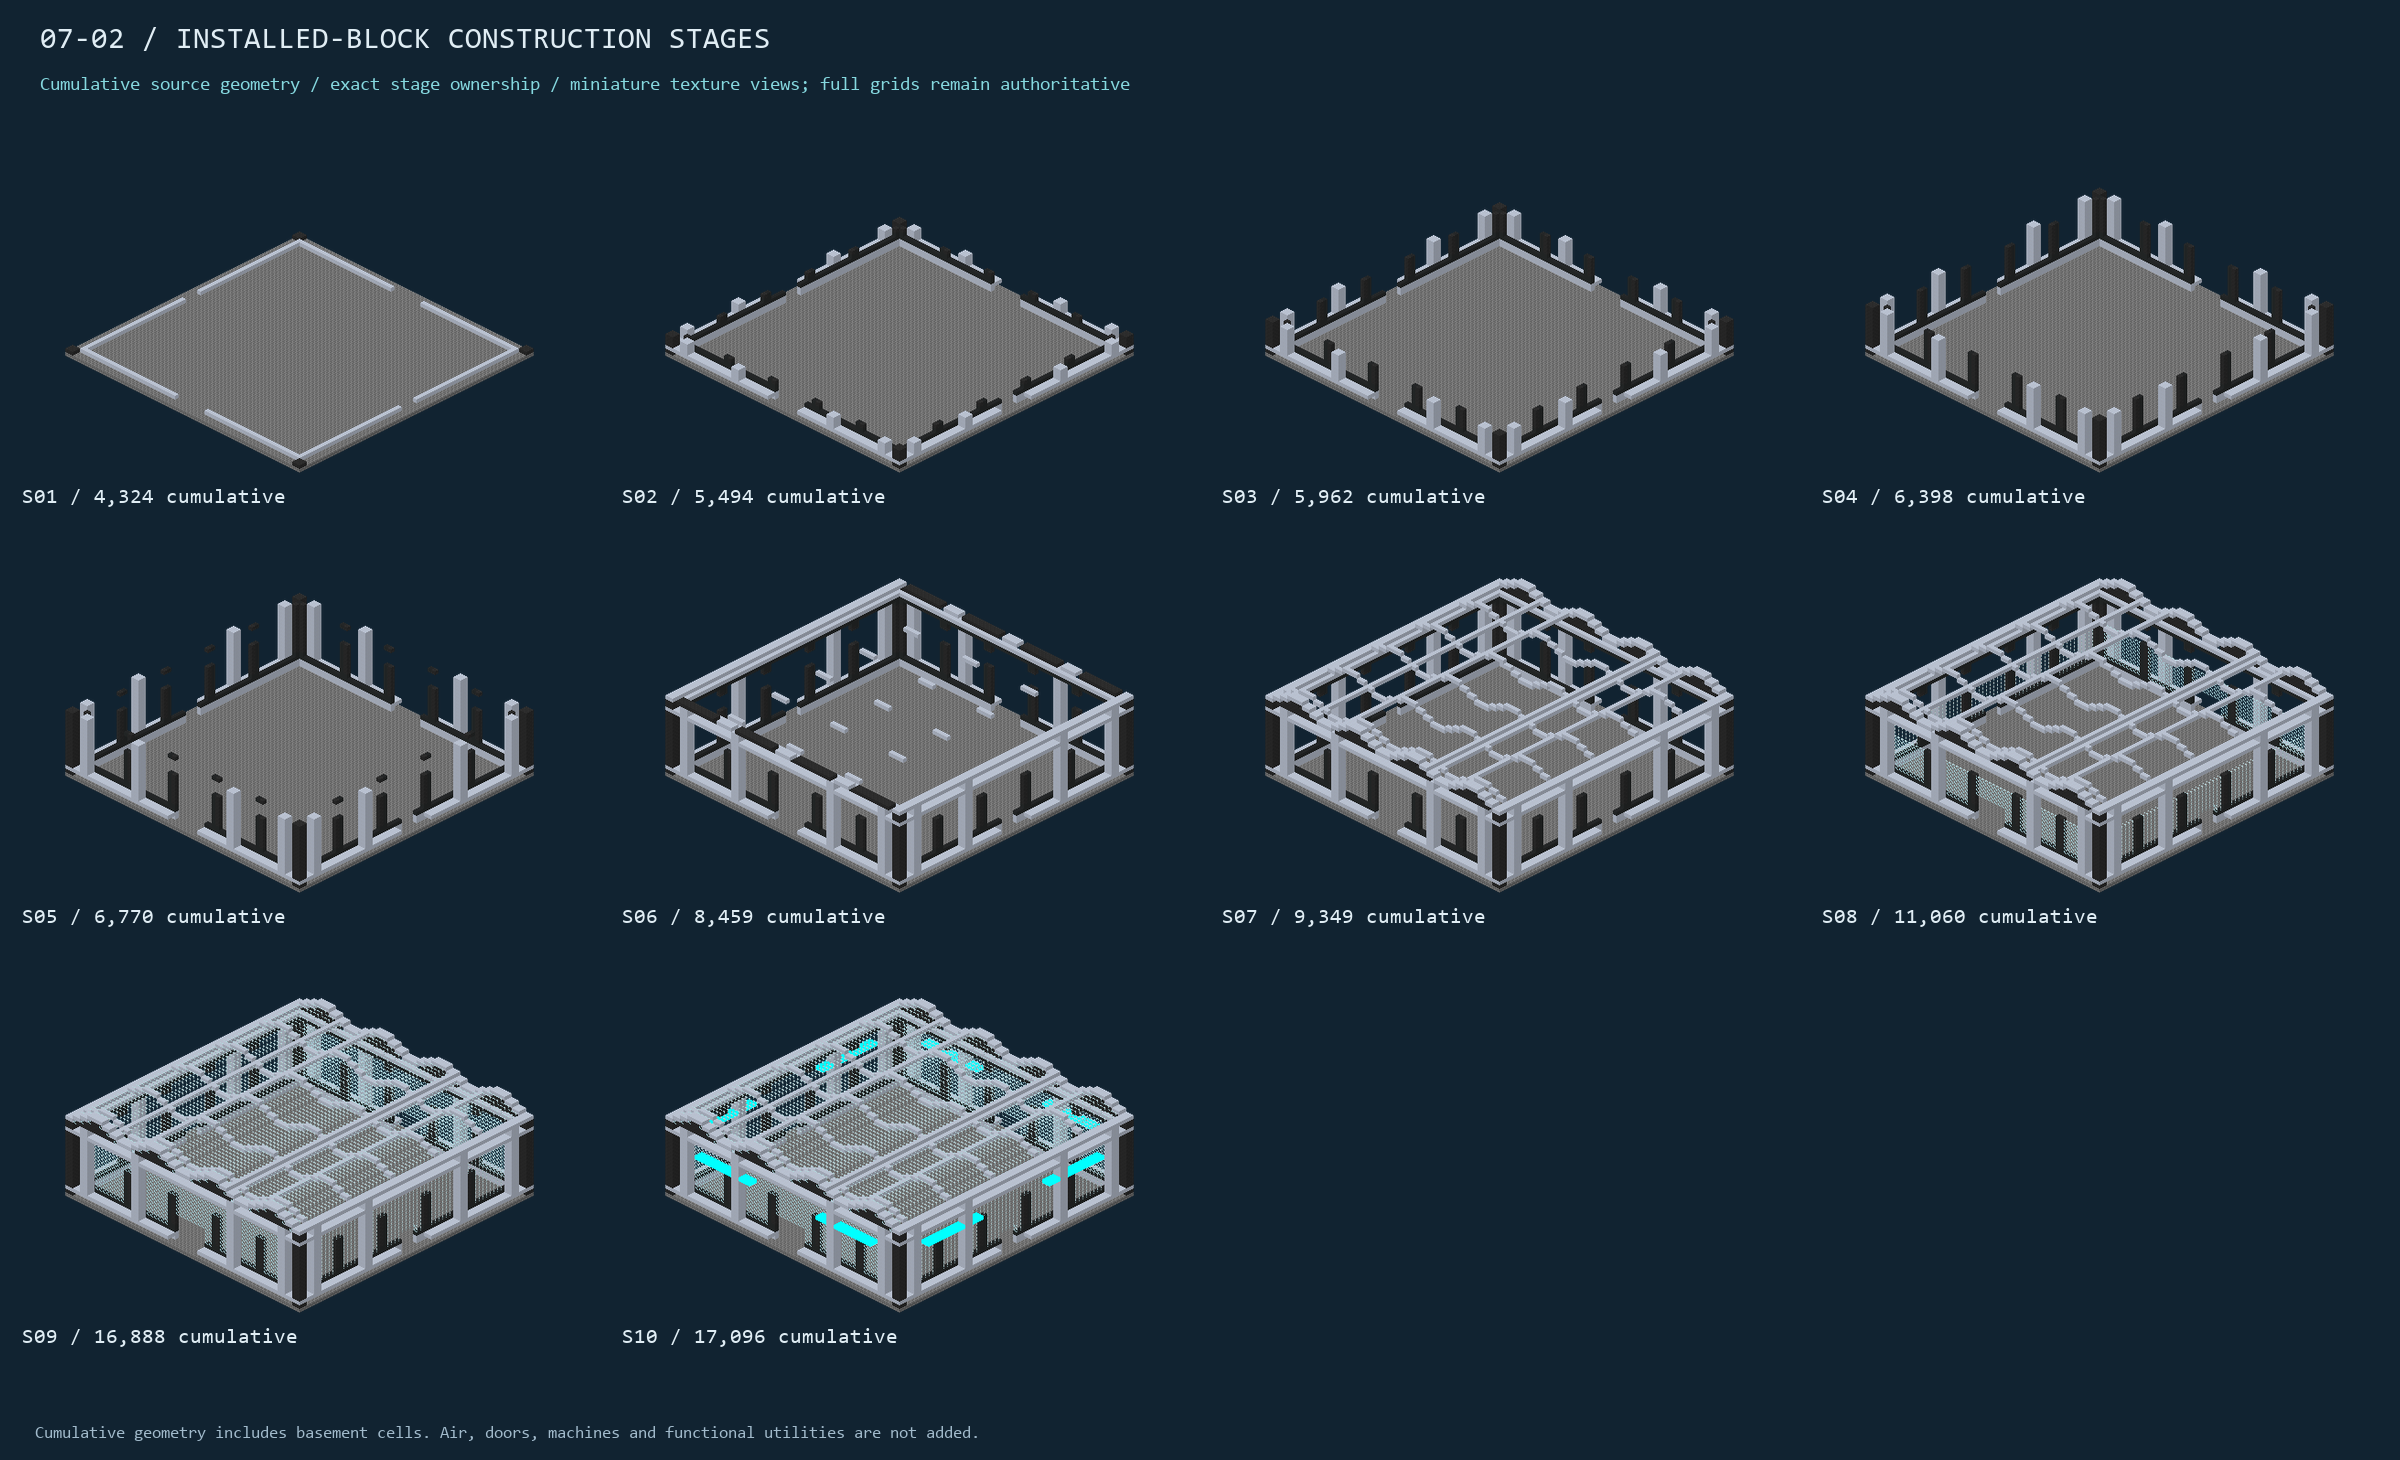 07-02 / INSTALLED-BLOCK CONSTRUCTION STAGES
Cumulative source geometry / exact stage ownership / miniature texture views; full grids remain authoritative
S01 / 4,324 cumulative
S02 / 5,494 cumulative
S03 / 5,962 cumulative
S04 / 6,398 cumulative
S05 / 6,770 cumulative
S06 / 8,459 cumulative
S07 / 9,349 cumulative
S08 / 11,060 cumulative
S09 / 16,888 cumulative
S10 / 17,096 cumulative
Cumulative geometry includes basement cells. Air, doors, machines and functional utilities are not added.